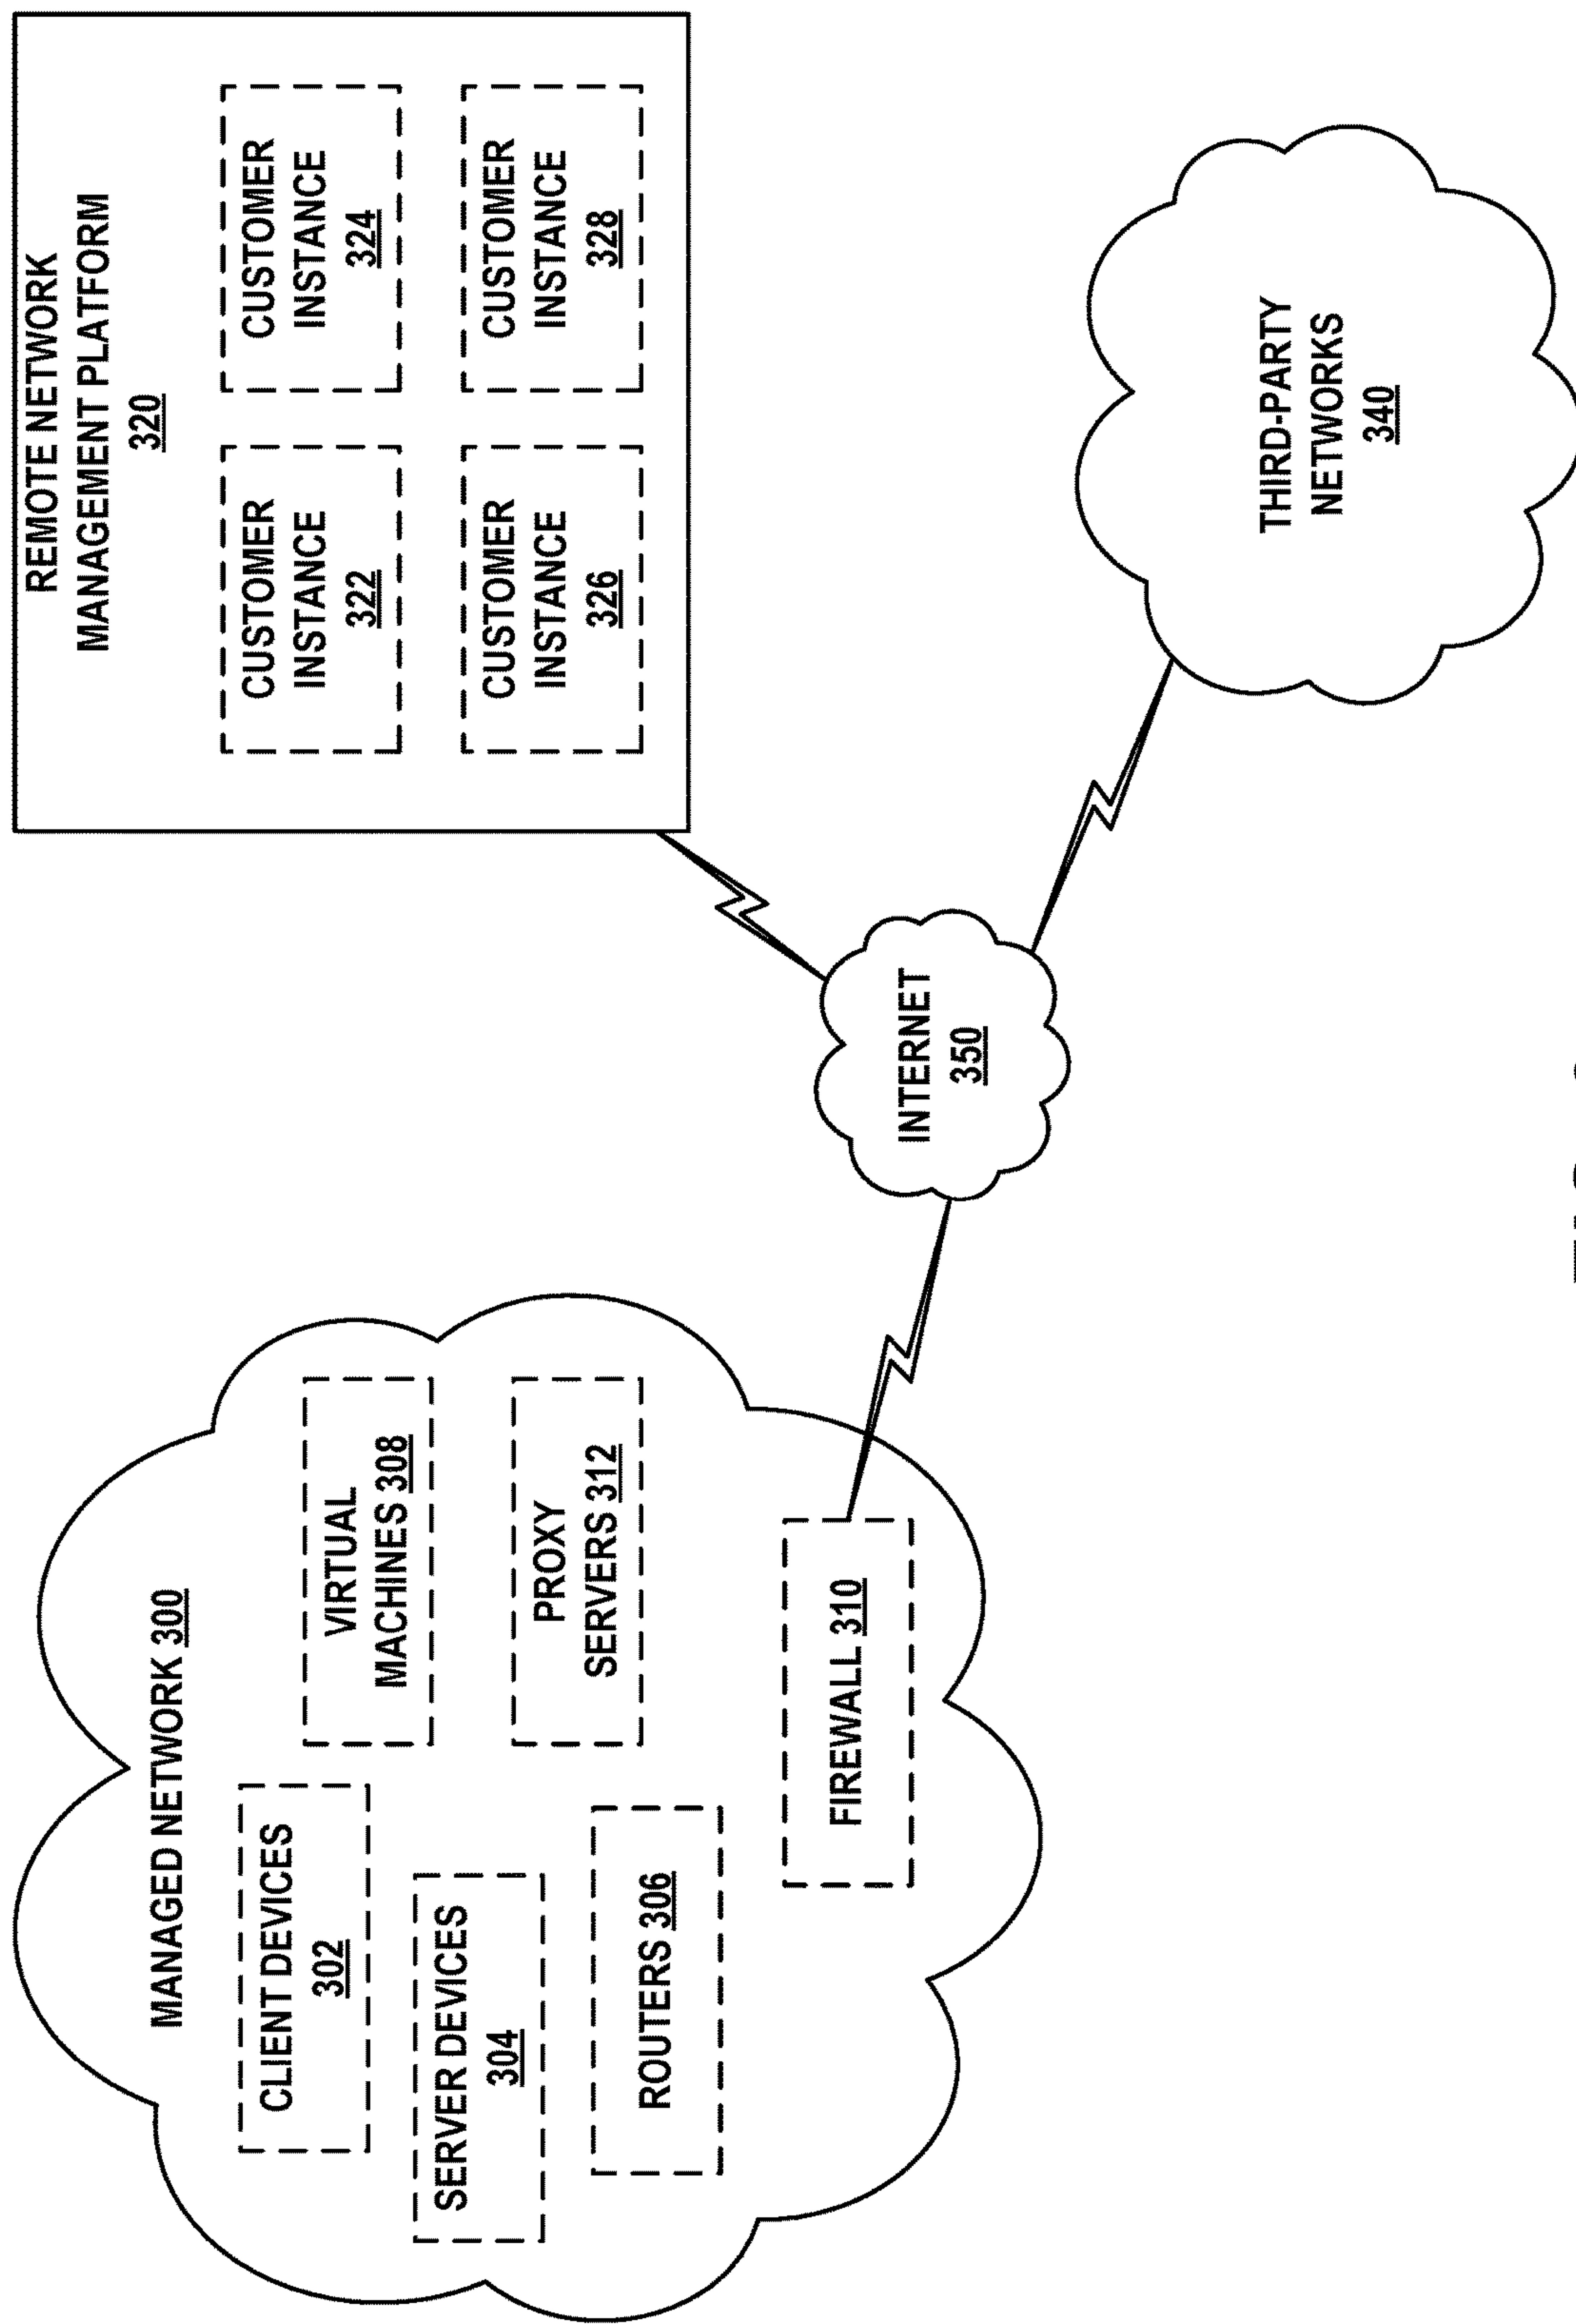 MANAGED NETWORK 300
CLIENT DEVICES
302
VIRTUAL
MACHINES 308
SERVER DEVICES
304
PROXY
SERVERS 312
ROUTERS 306
FIREWALL 310
REMOTE NETWORK
MANAGEMENT PLATFORM
320
CUSTOMER
INSTANCE
322
CUSTOMER
INSTANCE
324
CUSTOMER
INSTANCE
326
CUSTOMER
INSTANCE
328
INTERNET
350
THIRD-PARTY
NETWORKS
340